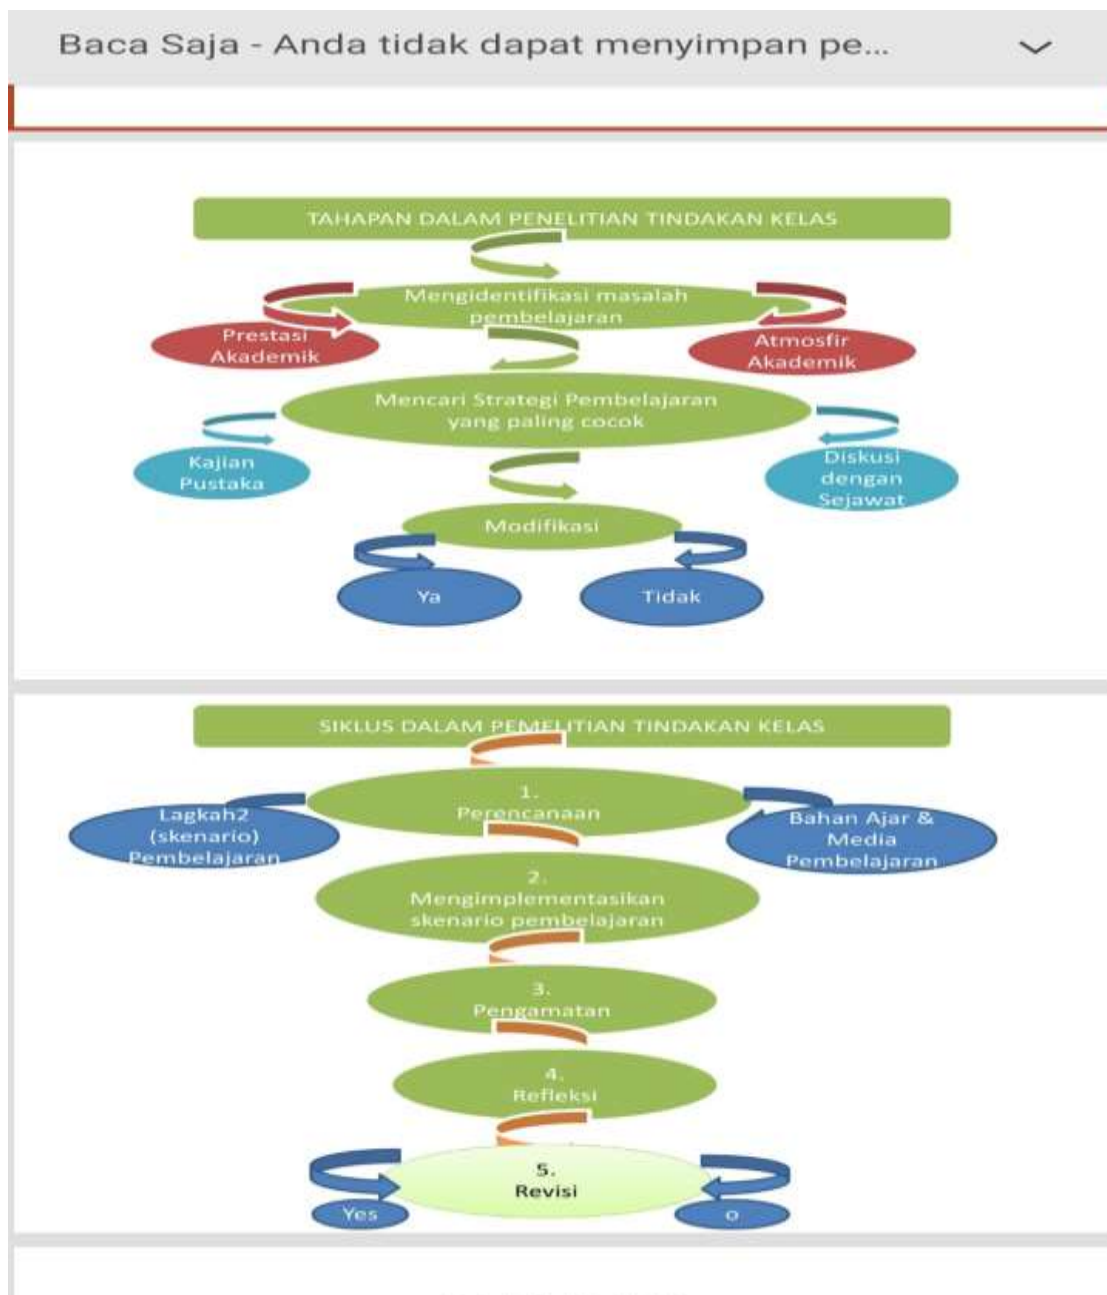 Baca Saja - Anda tidak dapat menyimpan pe...
TAHAPAN DALAM PENELITIAN TINDAKAN KELAS
Mengidentifikasi masalah
pembelajaran
Prestasi
Akademik
Atmosfir
Akademik
Mencari Strategi Pembelajaran
yang paling cocok
Kajian
Pustaka
Diskusi
dengan
Sejawat
Modifikasi
Ya
Tidak
SIKLUS DALAM PEMELITIAN TINDAKAN KELAS
1.
Perencanaan
Lagkah2
(skenario)
Pembelajaran
Bahan Ajar &
Media
Pembelajaran
2.
Mengimplementasikan
skenario pembelajaran
3.
Pengamatan
4.
Refleksi
5.
Revisi
Yes
o